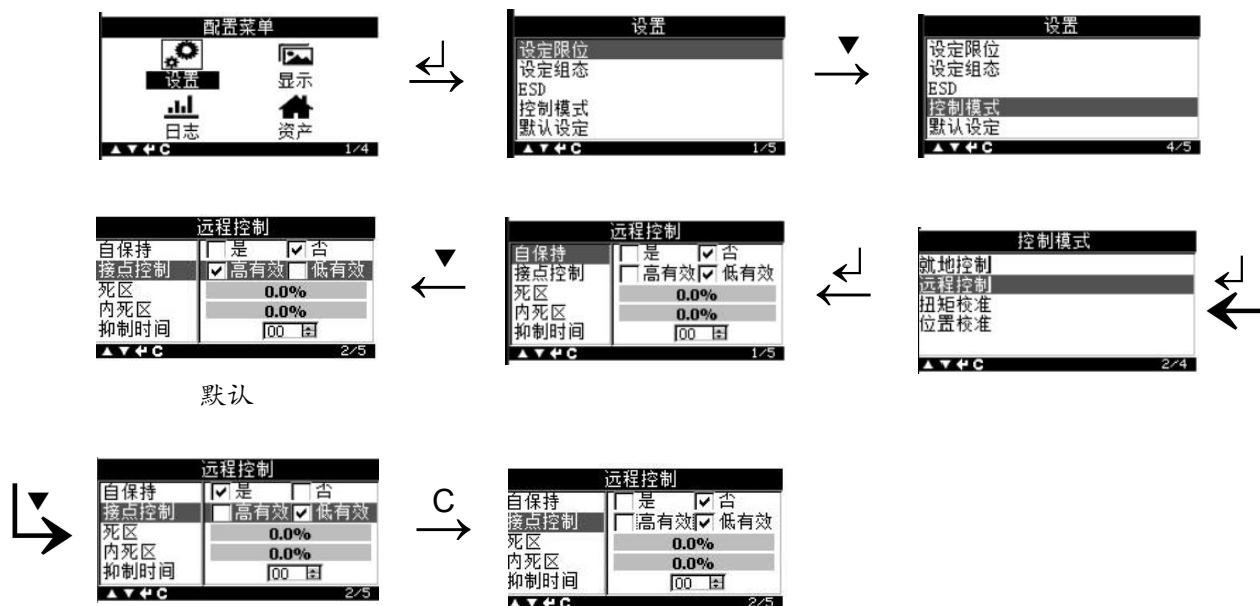 配置菜单
设置
显示
日志
资产
▲ ▼ ↵ C 1/4
↵
设置
设定限位
设定组态
ESD
控制模式
默认设定
▲ ▼ ↵ C 1/5
▼
设置
设定限位
设定组态
ESD
控制模式
默认设定
▲ ▼ ↵ C 4/5
远程控制
自保持 是 否
接点控制 高有效 低有效
死区 0.0%
内死区 0.0%
抑制时间 00
▲ ▼ ↵ C 2/5
默认
▼
远程控制
自保持 是 否
接点控制 高有效 低有效
死区 0.0%
内死区 0.0%
抑制时间 00
▲ ▼ ↵ C 1/5
↵
控制模式
就地控制
远程控制
扭矩校准
位置校准
▲ ▼ ↵ C 2/4
↵
▼
远程控制
自保持 是 否
接点控制 高有效 低有效
死区 0.0%
内死区 0.0%
抑制时间 00
▲ ▼ ↵ C 2/5
C
远程控制
自保持 是 否
接点控制 高有效 低有效
死区 0.0%
内死区 0.0%
抑制时间 00
▲ ▼ ↵ C 2/5